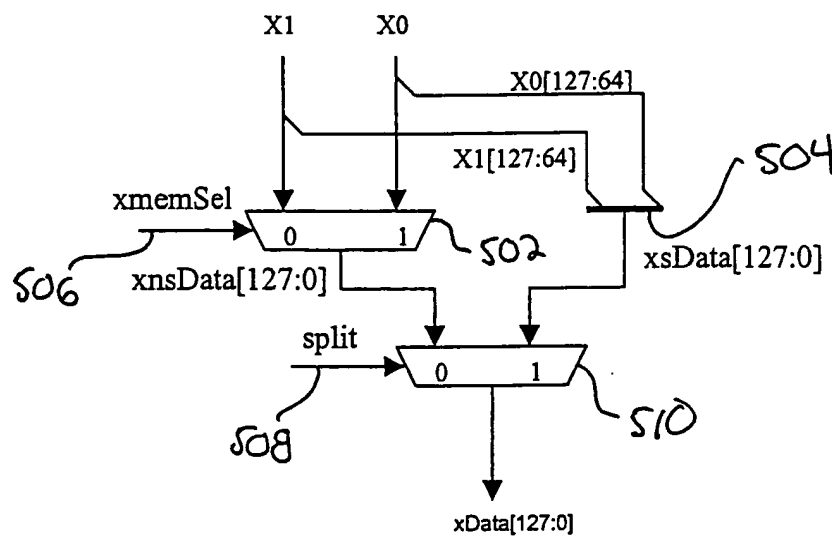 X1 X0
X0[127:64]
X1[127:64]
504
xmemSel
0 1
502
xsData[127:0]
506
xnsData[127:0]
split
0 1
508
510
xData[127:0]